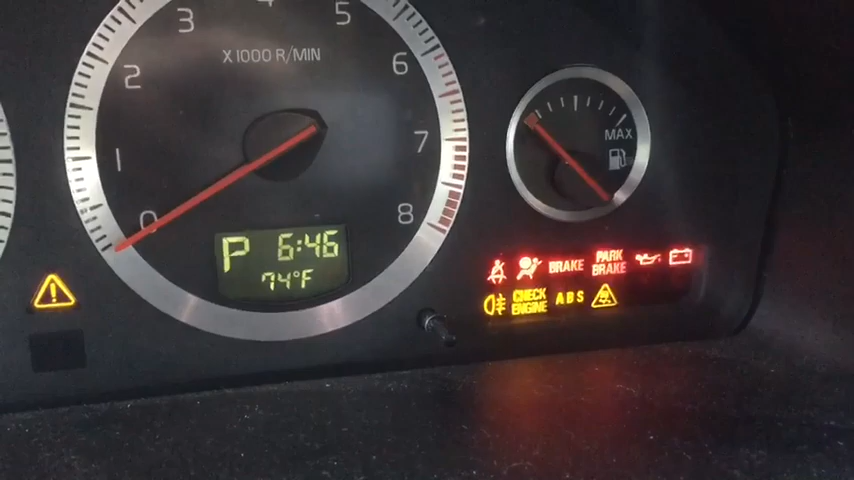 4
5
3
X 1000 R/MIN
6
2
7
MAX
1
8
0
P 6:46
74°F
BRAKE
PARK
BRAKE
CHECK
ENGINE
ABS